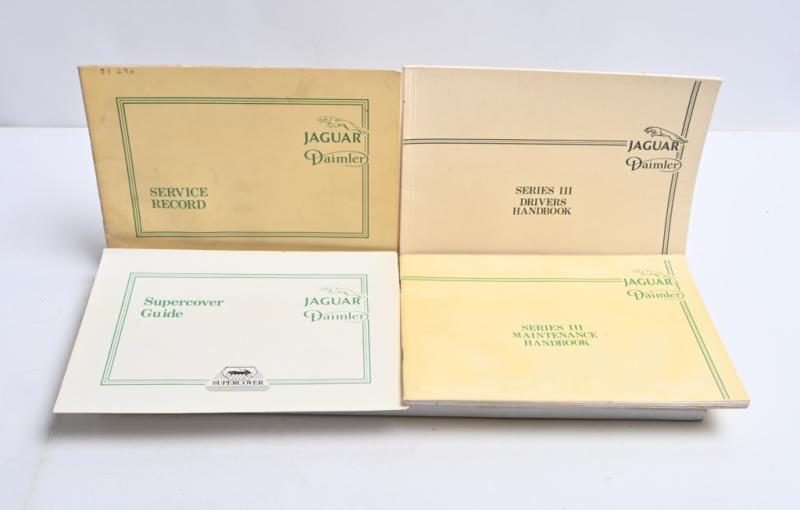 JAGUAR
Daimler
SERVICE
RECORD
JAGUAR
Daimler
SERIES III
DRIVERS
HANDBOOK
Supercover
Guide
JAGUAR
Daimler
SUPERCOVER
JAGUAR
Daimler
SERIES III
MAINTENANCE
HANDBOOK